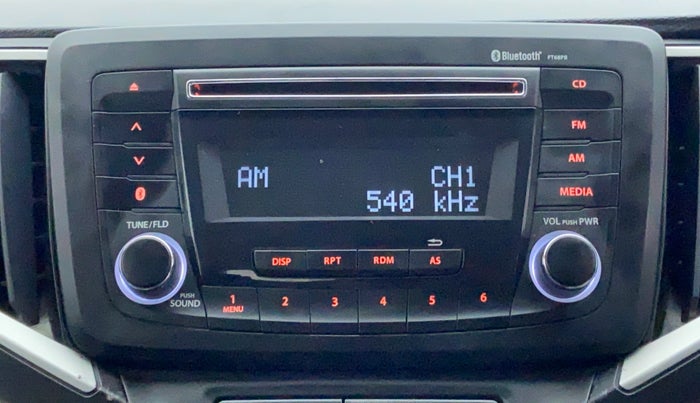 Bluetooth PT68P0
CD
FM
AM
MEDIA
AM CH1
540 kHz
TUNE/FLD
PUSH
SOUND
VOL PUSH PWR
DISP RPT RDM AS
1 2 3 4 5 6
MENU